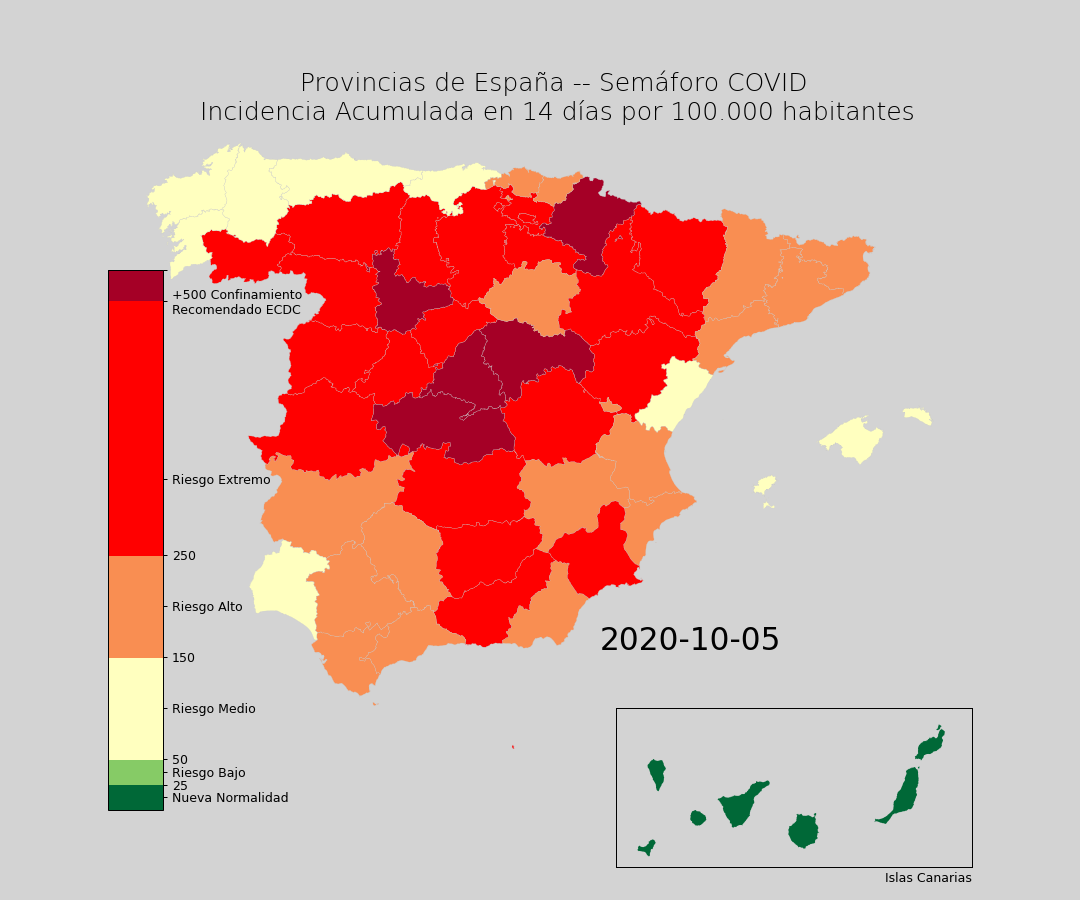 Provincias de España -- Semáforo COVID
Incidencia Acumulada en 14 días por 100.000 habitantes
+500 Confinamiento
Recomendado ECDC
Riesgo Extremo
250
Riesgo Alto
150
Riesgo Medio
50
Riesgo Bajo
25
Nueva Normalidad
2020-10-05
Islas Canarias